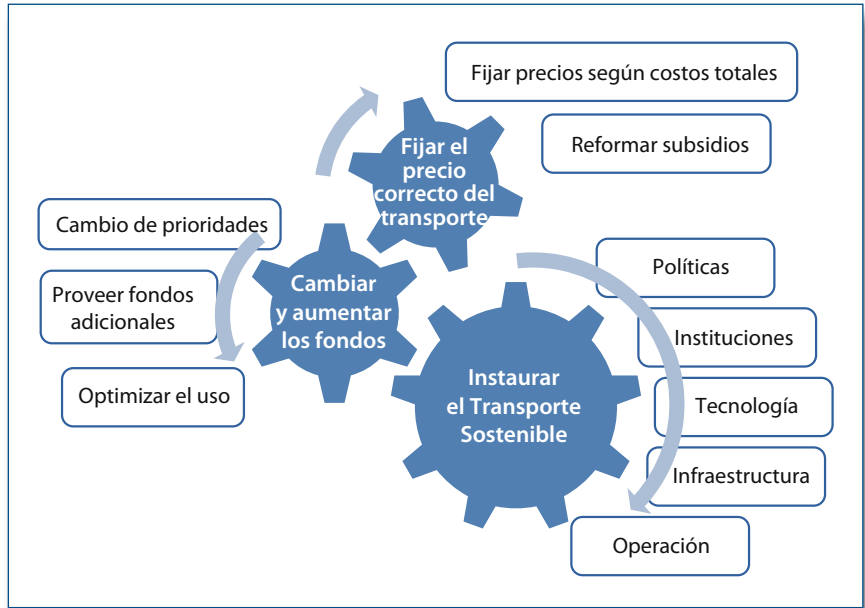 Fijar precios según costos totales
Reformar subsidios
Fijar el
precio
correcto del
transporte
Cambio de prioridades
Proveer fondos
adicionales
Optimizar el uso
Cambiar
y aumentar
los fondos
Políticas
Instituciones
Tecnología
Infraestructura
Operación
Instaurar
el Transporte
Sostenible